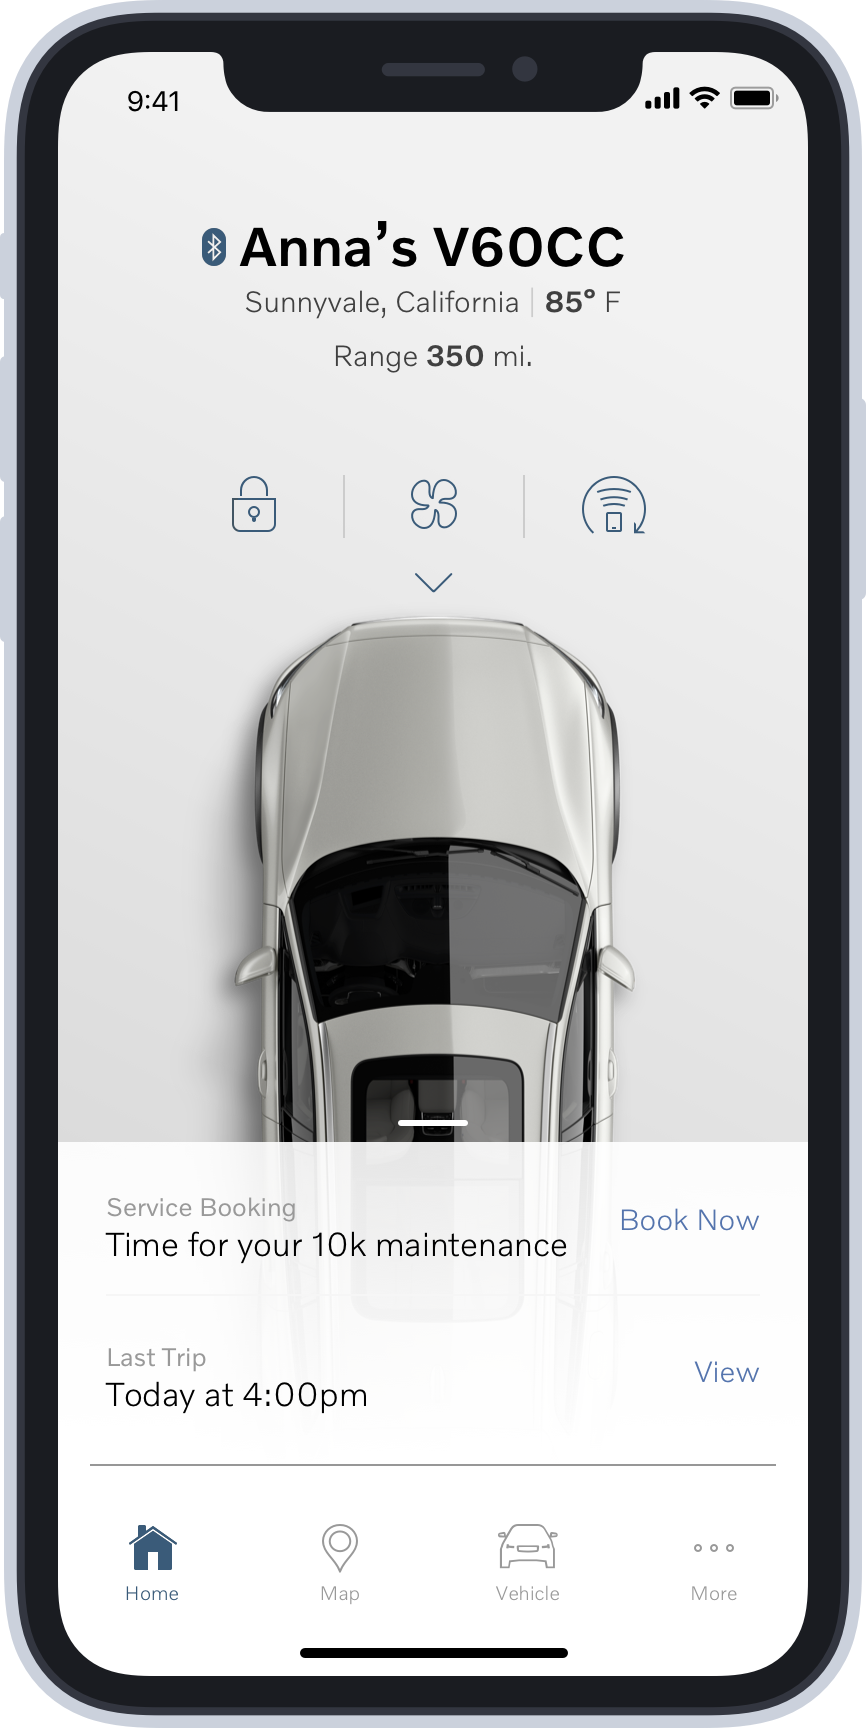 9:41
Anna’s V60CC
Sunnyvale, California | 85° F
Range 350 mi.
Service Booking
Time for your 10k maintenance
Book Now
Last Trip
Today at 4:00pm
View
Home
Map
Vehicle
More